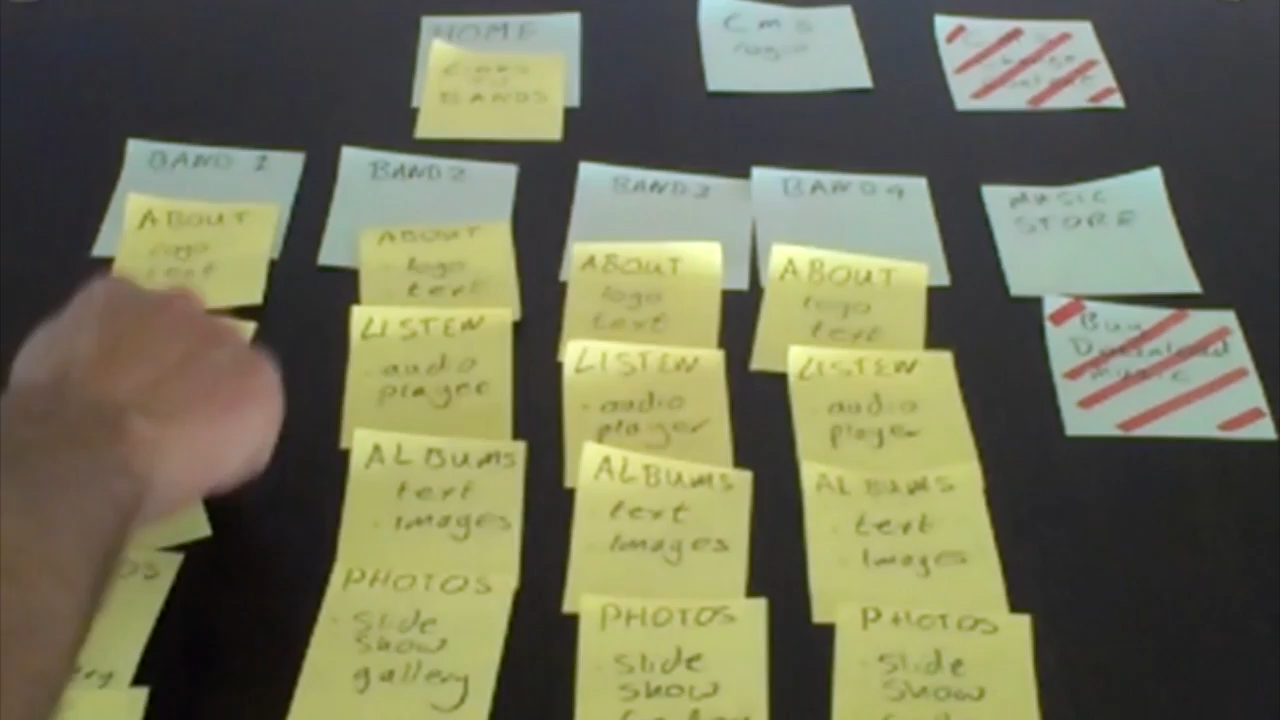 HOME
BANDS
CMS
login
BAND 1
ABOUT
logo
text
BAND 2
ABOUT
logo
text
LISTEN
- audio
player
ALBUMS
text
- images
PHOTOS
- slide
show
gallery
BAND 3
ABOUT
logo
text
LISTEN
- audio
player
ALBUMS
text
images
PHOTOS
- slide
show
BAND 4
ABOUT
logo
text
LISTEN
- audio
player
ALBUMS
- text
- images
PHOTOS
- slide
show
MUSIC
STORE
Buy
Download
Music